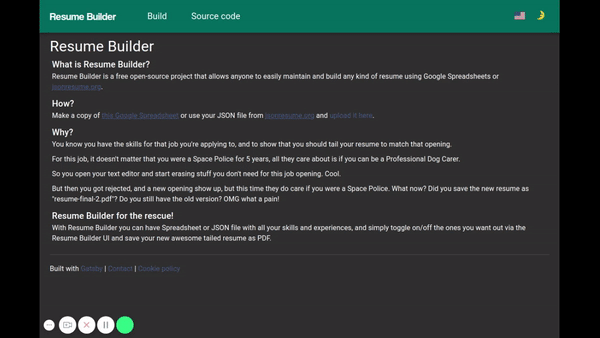 Resume Builder Build Source code
Resume Builder
What is Resume Builder?
Resume Builder is a free open-source project that allows anyone to easily maintain and build any kind of resume using Google Spreadsheets or
jsonresume.org.
How?
Make a copy of this Google Spreadsheet or use your JSON file from jsonresume.org and upload it here.
Why?
You know you have the skills for that job you're applying to, and to show that you should tail your resume to match that opening.
For this job, it doesn't matter that you were a Space Police for 5 years, all they care about is if you can be a Professional Dog Carer.
So you open your text editor and start erasing stuff you don't need for this job opening. Cool.
But then you got rejected, and a new opening show up, but this time they do care if you were a Space Police. What now? Did you save the new resume as
"resume-final-2.pdf"? Do you still have the old version? OMG what a pain!
Resume Builder for the rescue!
With Resume Builder you can have Spreadsheet or JSON file with all your skills and experiences, and simply toggle on/off the ones you want out via the
Resume Builder UI and save your new awesome tailed resume as PDF.
Built with Gatsby | Contact | Cookie policy